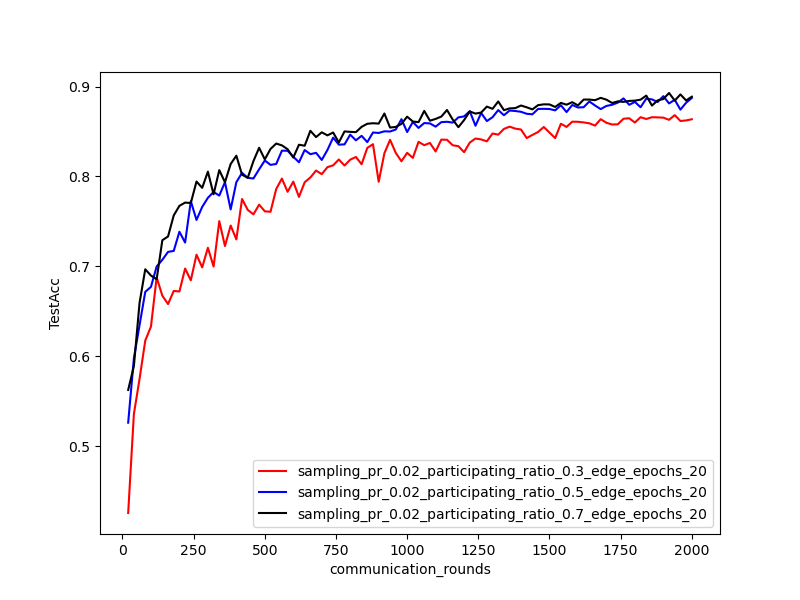 0.9
0.8
0.7
0.6
0.5
TestAcc
sampling_pr_0.02_participating_ratio_0.3_edge_epochs_20
sampling_pr_0.02_participating_ratio_0.5_edge_epochs_20
sampling_pr_0.02_participating_ratio_0.7_edge_epochs_20
0 250 500 750 1000 1250 1500 1750 2000
communication_rounds